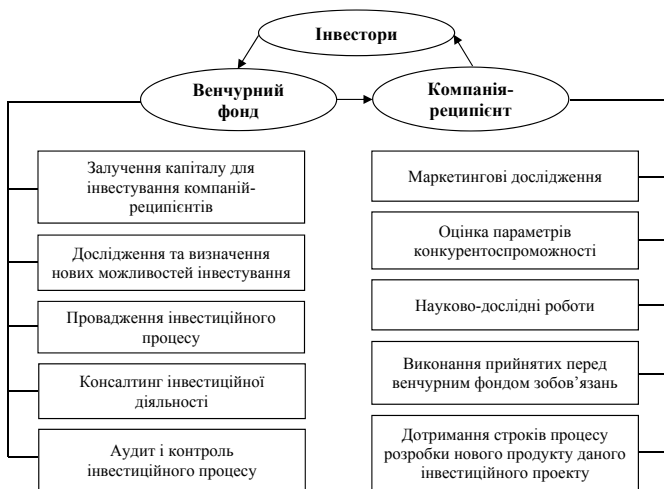 Інвестори
Венчурний
фонд
Компанія-
реципієнт
Залучення капіталу для
інвестування компаній-
реципієнтів
Дослідження та визначення
нових можливостей інвестування
Провадження інвестиційного
процесу
Консалтинг інвестиційної
діяльності
Аудит і контроль
інвестиційного процесу
Маркетингові дослідження
Оцінка параметрів
конкурентоспроможності
Науково-дослідні роботи
Виконання прийнятих перед
венчурним фондом зобов’язань
Дотримання строків процесу
розробки нового продукту даного
інвестиційного проекту